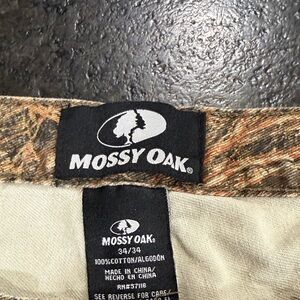 MOSSY OAK®
MOSSY OAK®
34/34
100%COTTON/ALGODÓN
MADE IN CHINA/
HECHO EN CHINA
RN#57118
SEE REVERSE FOR CARE/